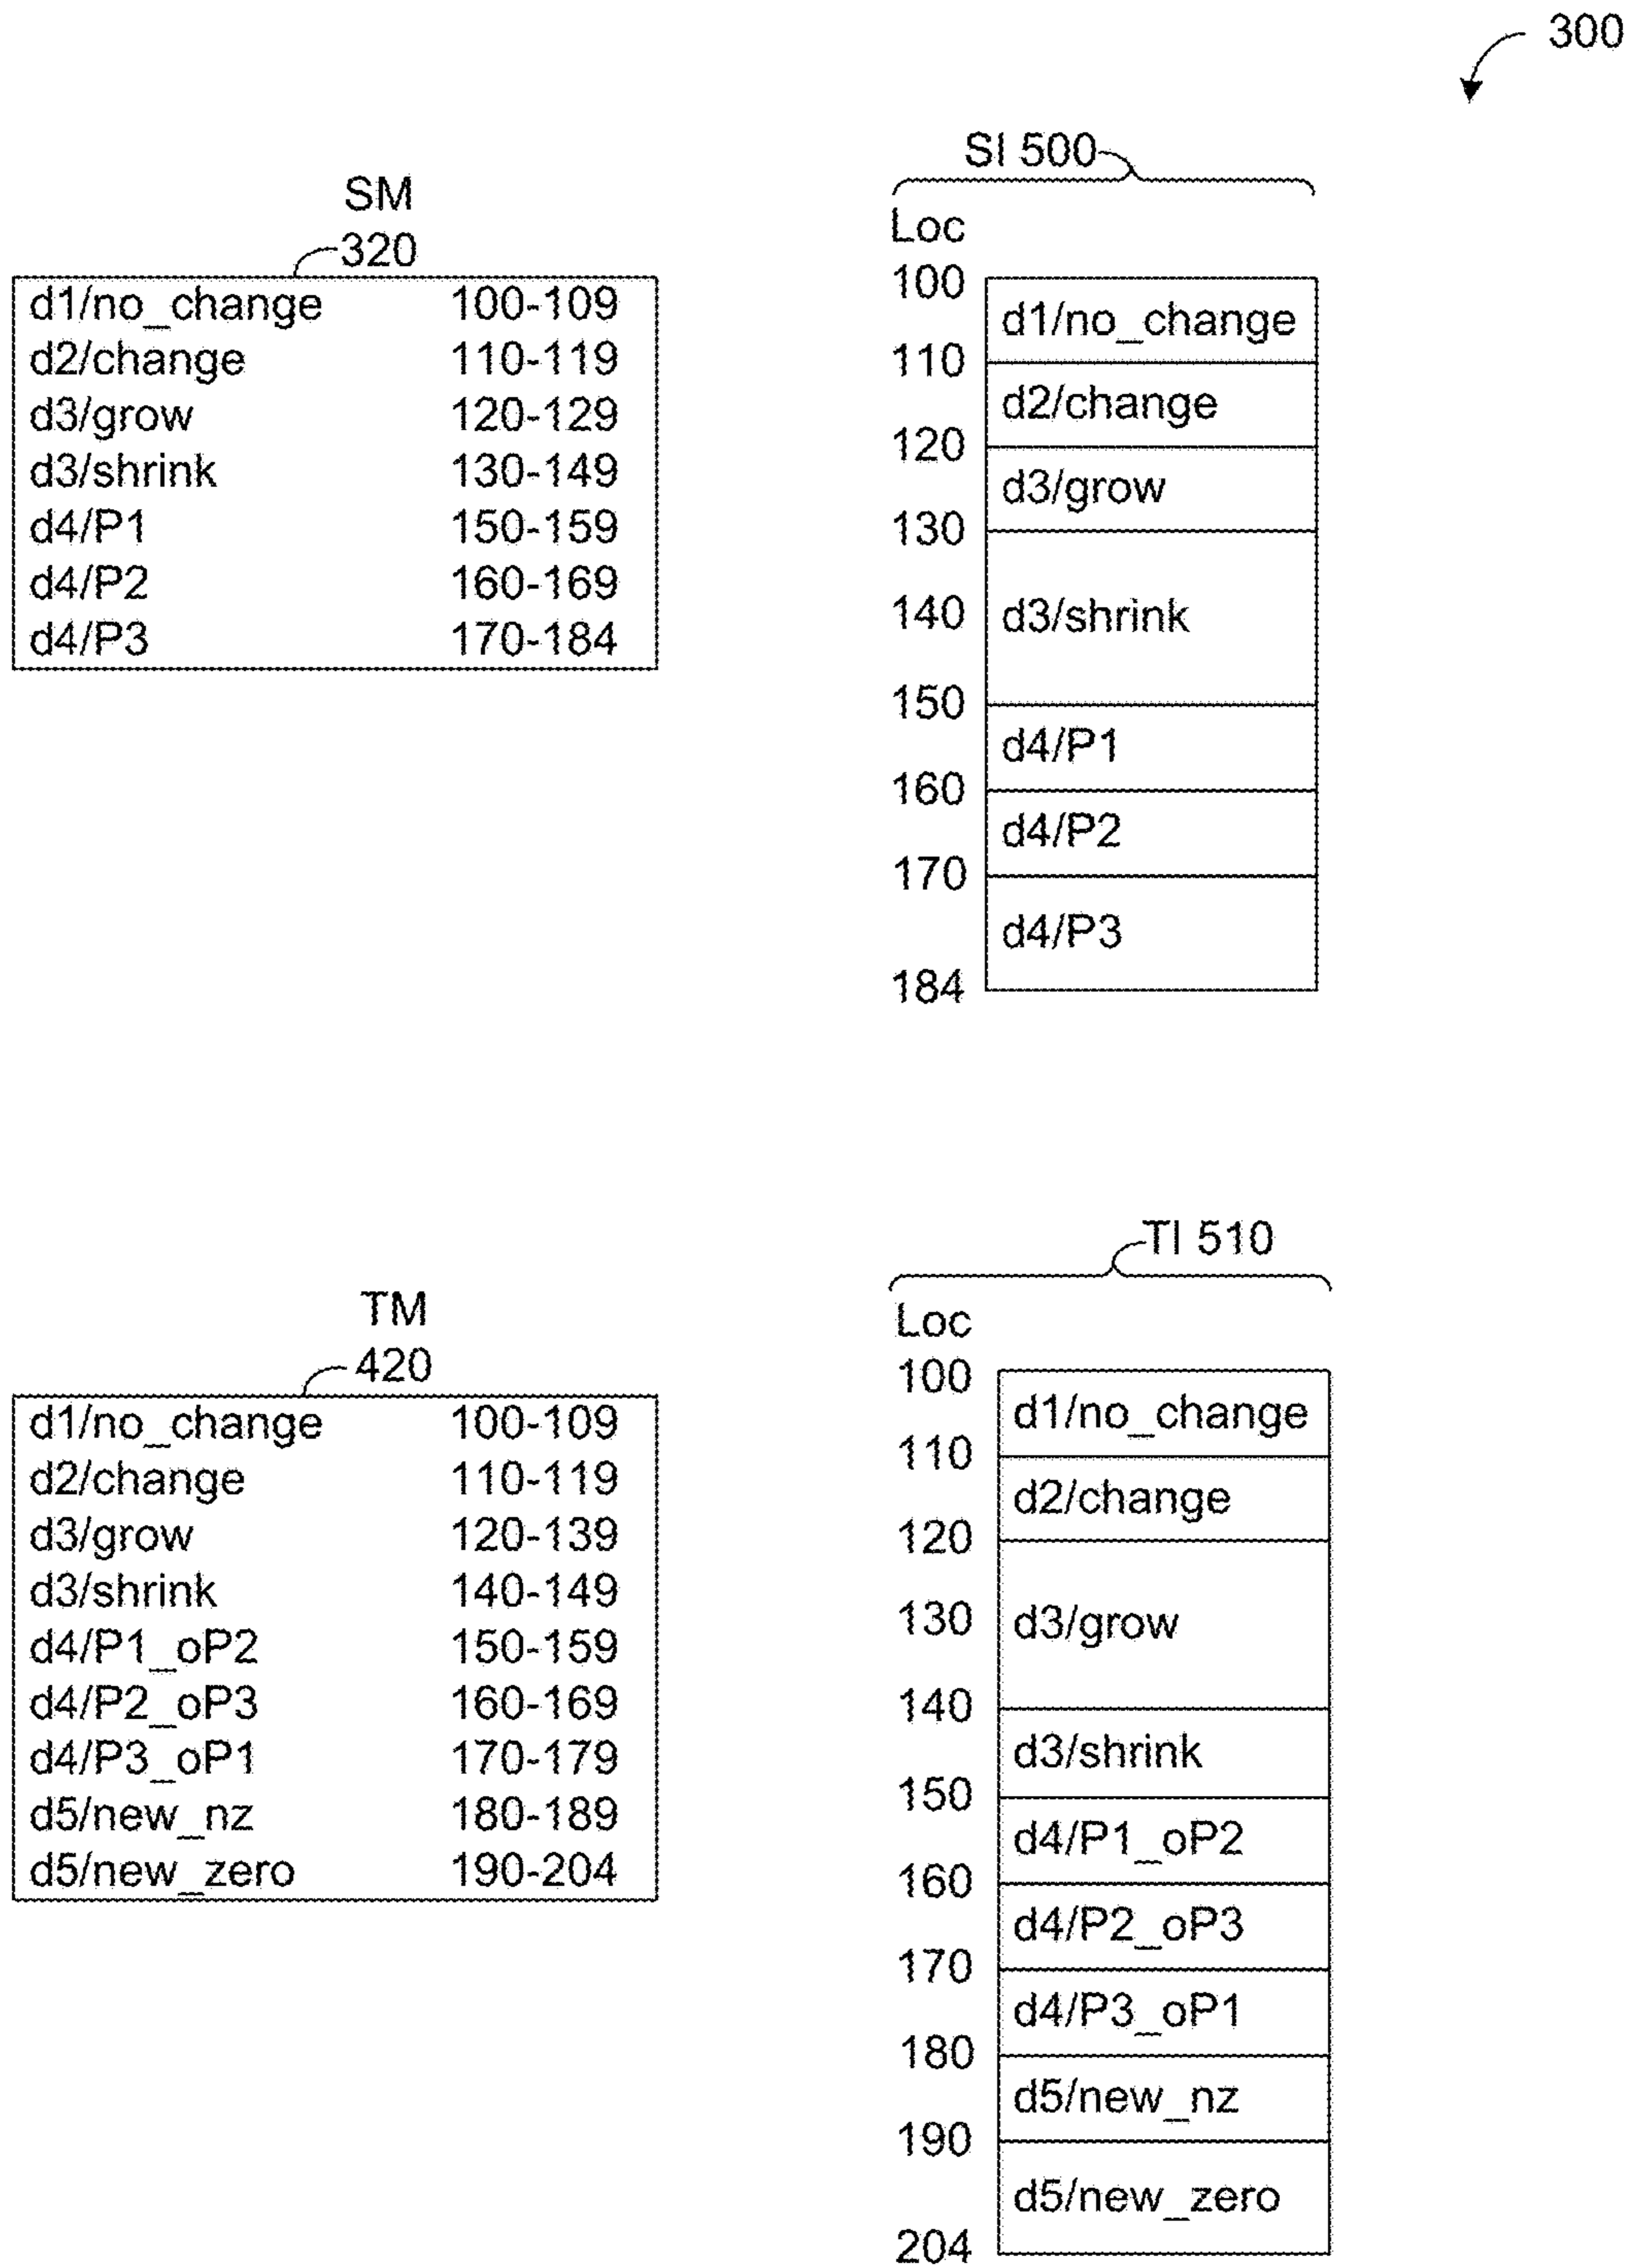 300
SM
320
d1/no_change 100-109
d2/change 110-119
d3/grow 120-129
d3/shrink 130-149
d4/P1 150-159
d4/P2 160-169
d4/P3 170-184
SI 500
Loc
100
d1/no_change
110
d2/change
120
d3/grow
130
140 d3/shrink
150
d4/P1
160
d4/P2
170
d4/P3
184
TM
420
d1/no_change 100-109
d2/change 110-119
d3/grow 120-139
d3/shrink 140-149
d4/P1_oP2 150-159
d4/P2_oP3 160-169
d4/P3_oP1 170-179
d5/new_nz 180-189
d5/new_zero 190-204
TI 510
Loc
100
d1/no_change
110
d2/change
120
130 d3/grow
140
d3/shrink
150
d4/P1_oP2
160
d4/P2_oP3
170
d4/P3_oP1
180
d5/new_nz
190
d5/new_zero
204